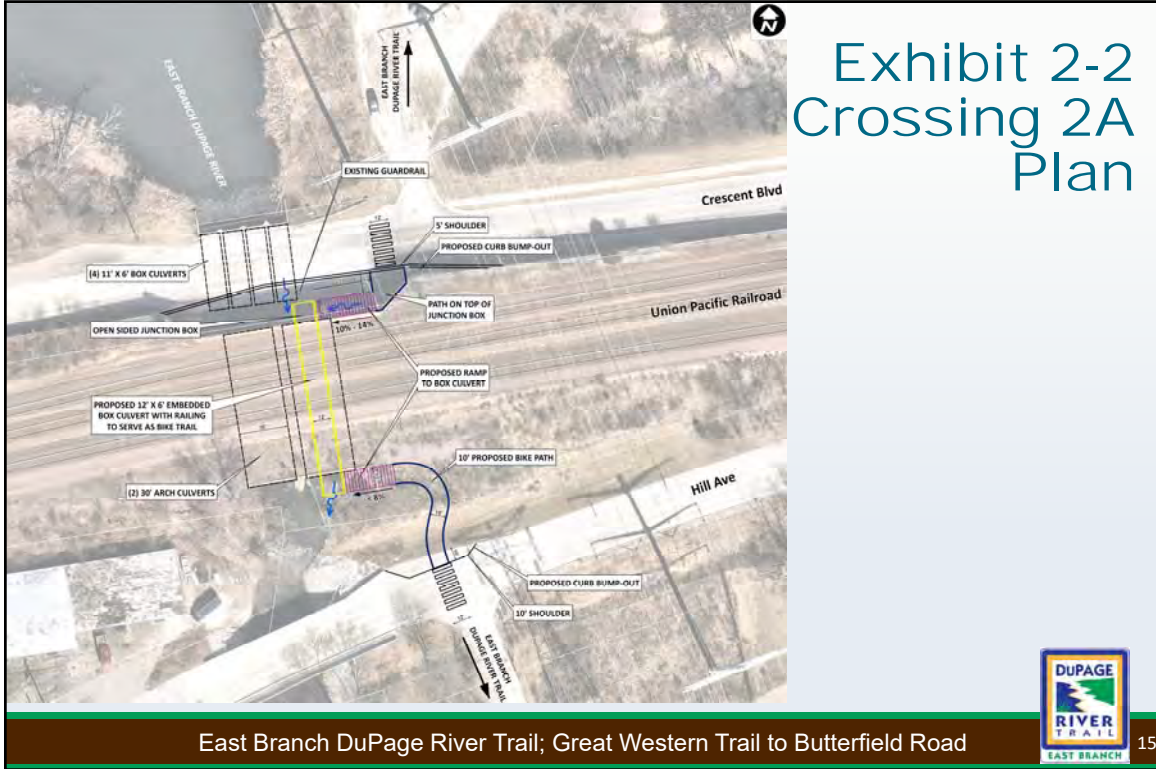 Exhibit 2-2
Crossing 2A
Plan
N
EAST BRANCH
DUPAGE RIVER TRAIL
EAST BRANCH DUPAGE RIVER
EXISTING GUARDRAIL
Crescent Blvd
12'
5' SHOULDER
PROPOSED CURB BUMP-OUT
(4) 11' X 6' BOX CULVERTS
PATH ON TOP OF
JUNCTION BOX
Union Pacific Railroad
OPEN SIDED JUNCTION BOX
10% - 14%
PROPOSED RAMP
TO BOX CULVERT
PROPOSED 12' X 6' EMBEDDED
BOX CULVERT WITH RAILING
TO SERVE AS BIKE TRAIL
12'
10' PROPOSED BIKE PATH
Hill Ave
(2) 30' ARCH CULVERTS
< 8%
10'
PROPOSED CURB BUMP-OUT
10' SHOULDER
EAST BRANCH
DUPAGE RIVER TRAIL
DUPAGE
RIVER
TRAIL
EAST BRANCH
East Branch DuPage River Trail; Great Western Trail to Butterfield Road
15